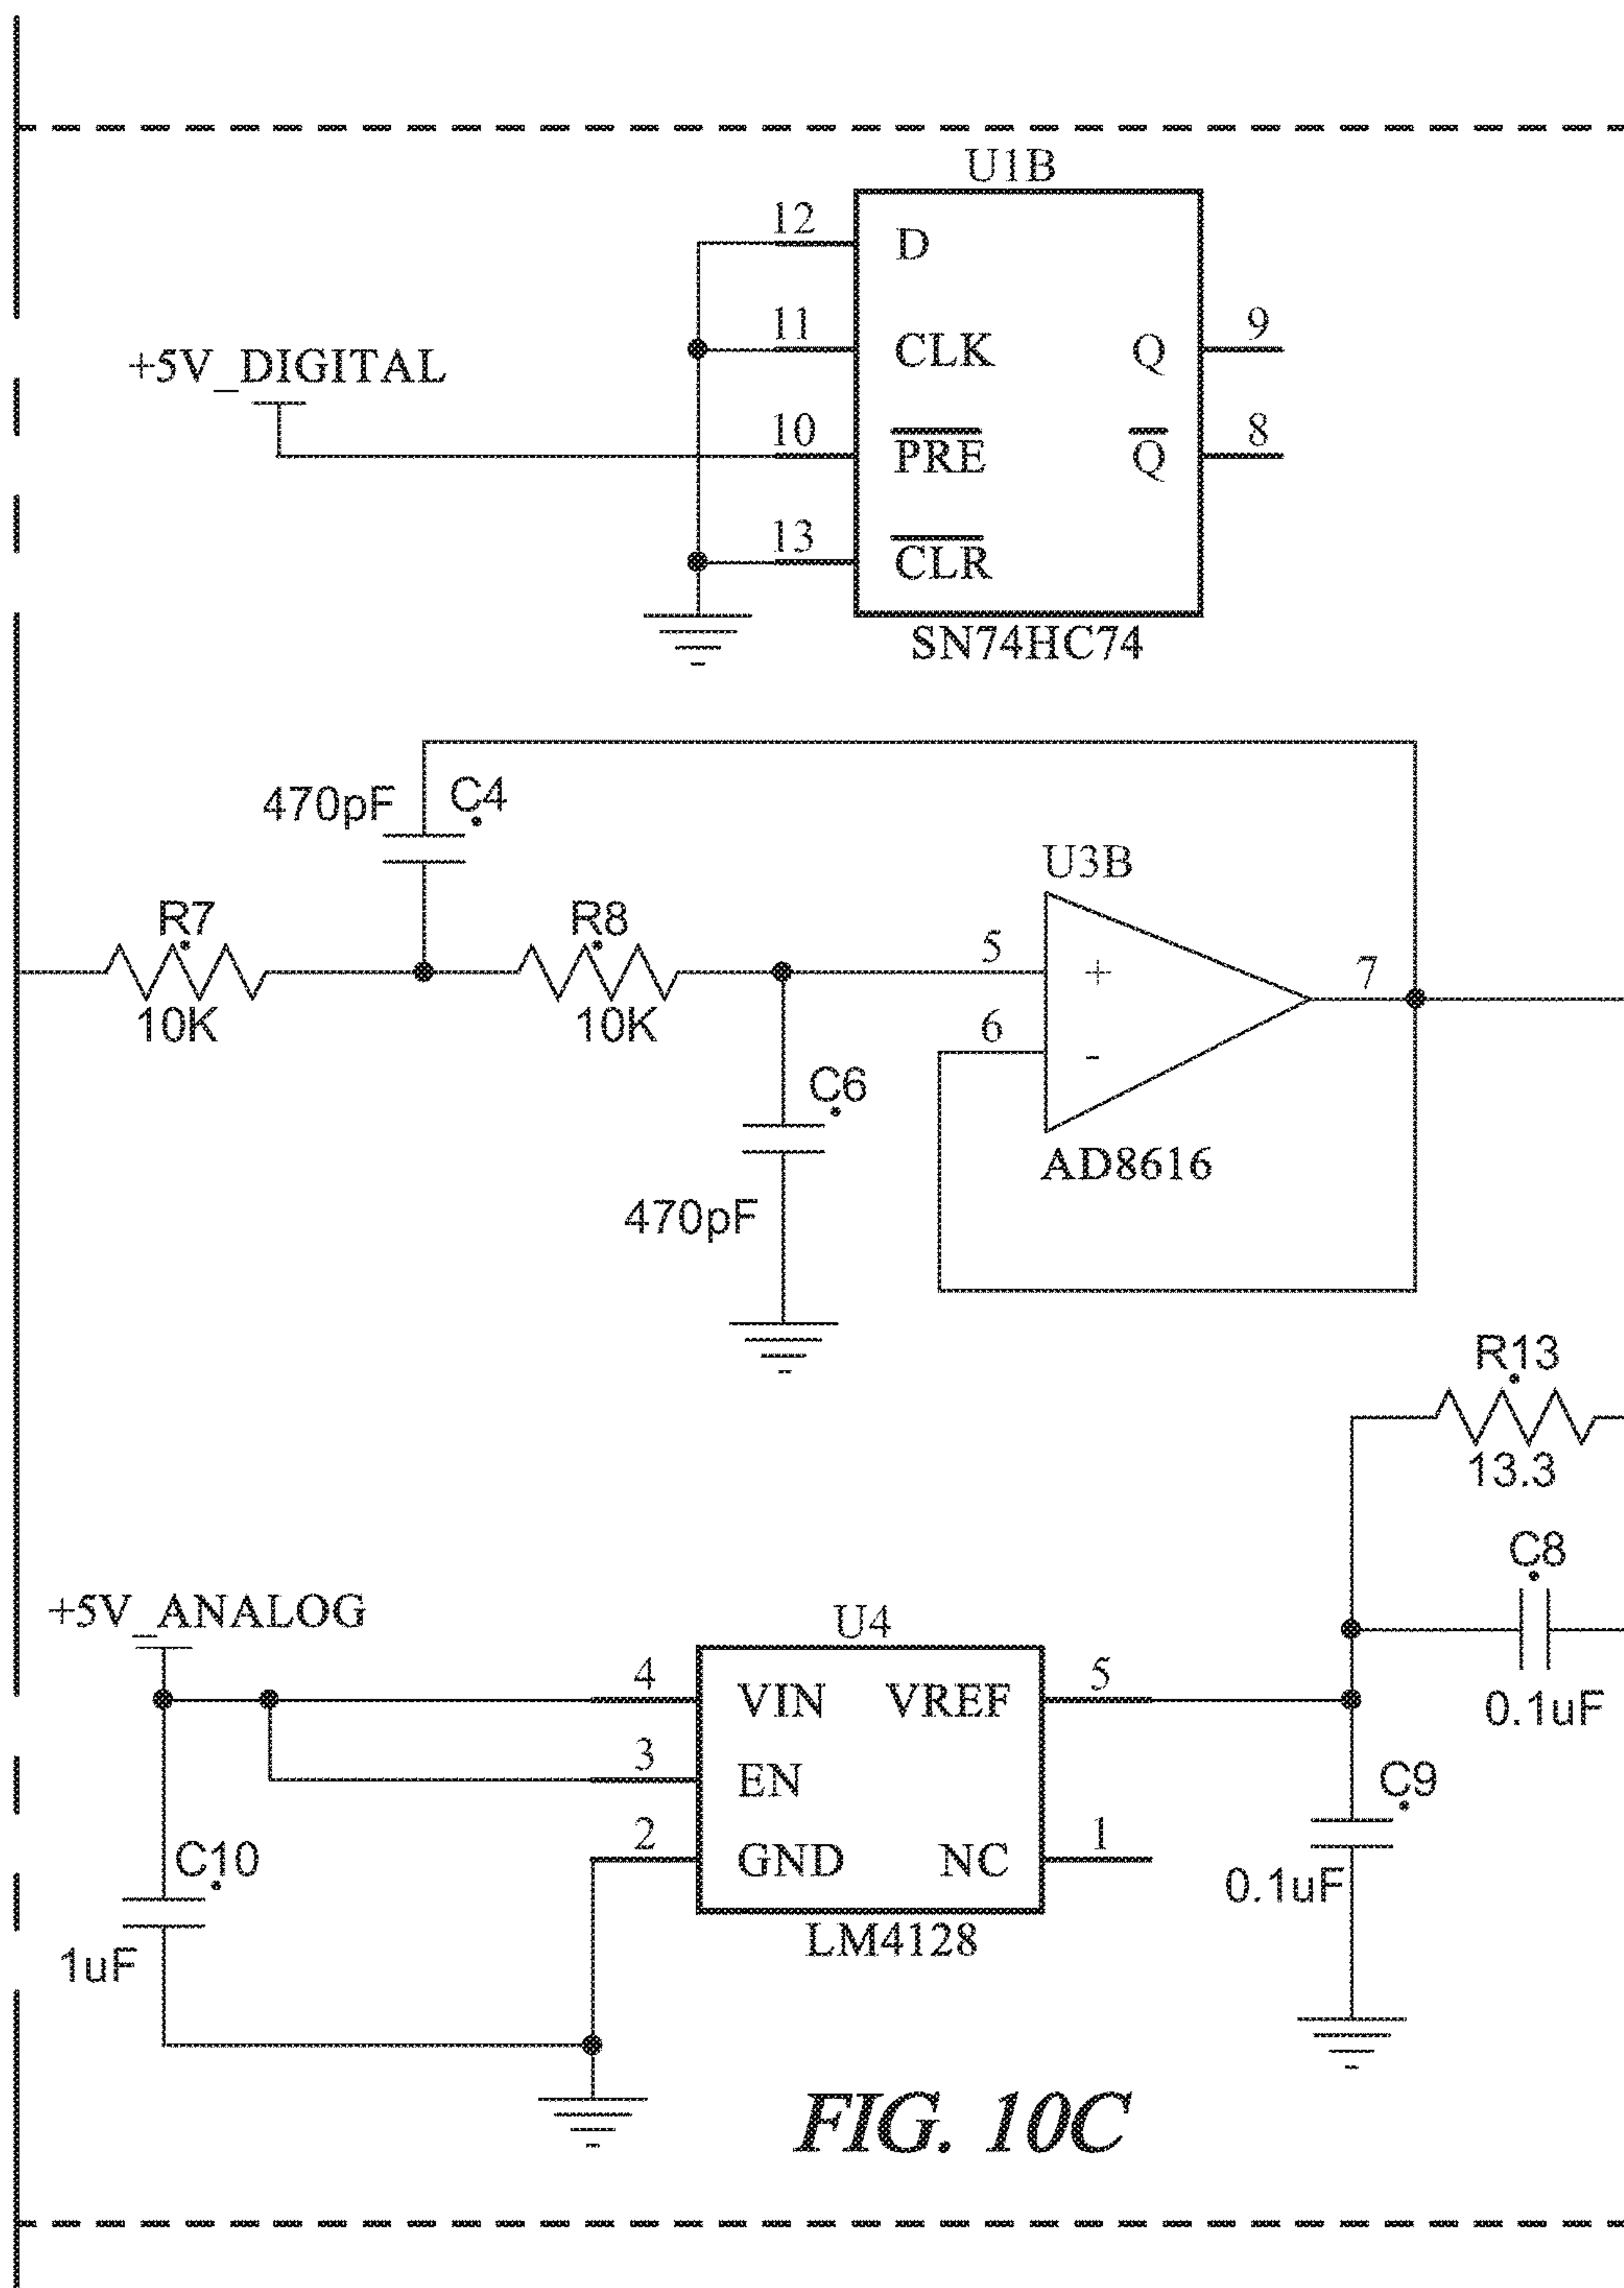 U1B
12
D
11
CLK
Q
9
+5V_DIGITAL
10
PRE
Q
8
13
CLR
SN74HC74
470pF
C4
U3B
R7
10K
R8
10K
5
+
6
-
7
C6
470pF
AD8616
R13
13.3
C8
0.1uF
+5V_ANALOG
U4
4
VIN
VREF
5
3
EN
2
GND
NC
1
C9
0.1uF
C10
1uF
LM4128
FIG. 10C